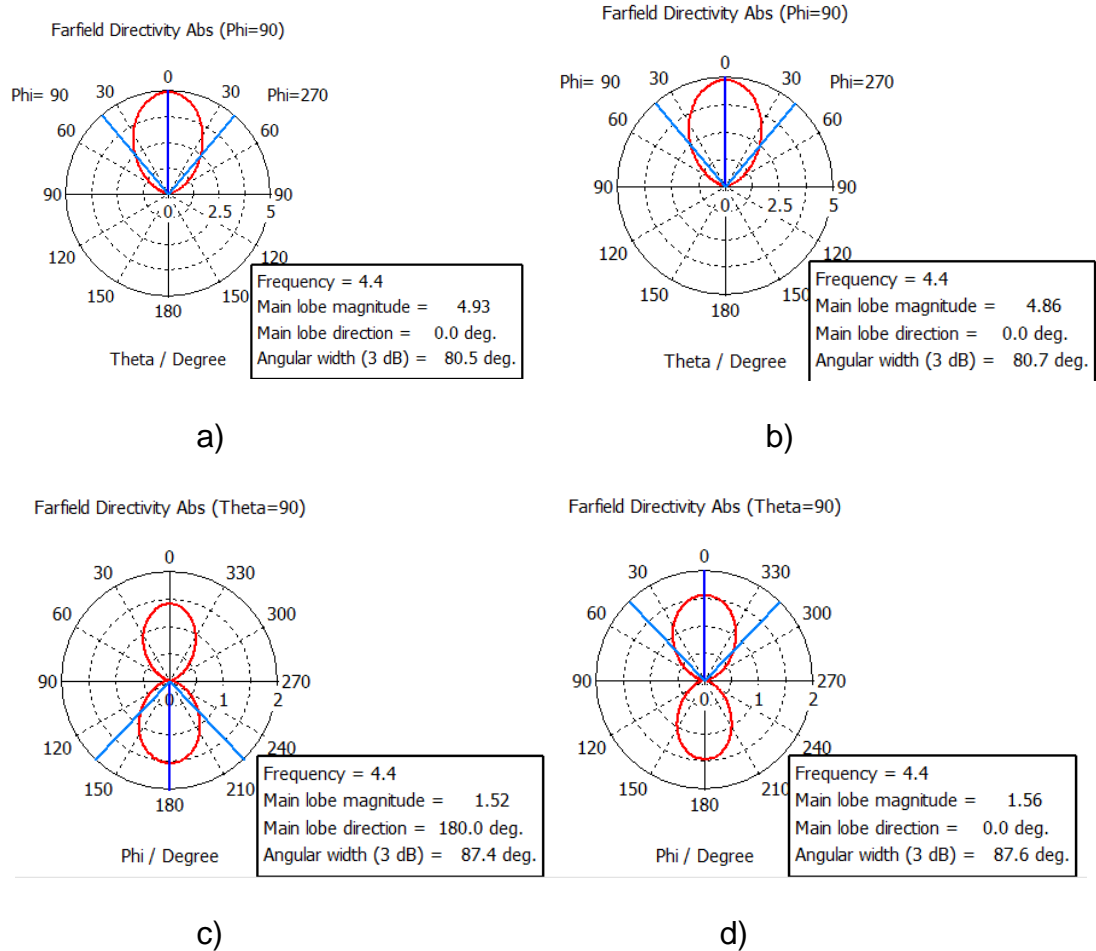 Farfield Directivity Abs (Phi=90)
0
Phi= 90 30 30 Phi=270
60 60
90 0 2.5 5 90
120 120
150 150
180
Theta / Degree
Frequency = 4.4
Main lobe magnitude = 4.93
Main lobe direction = 0.0 deg.
Angular width (3 dB) = 80.5 deg.
a)
Farfield Directivity Abs (Phi=90)
0
Phi= 90 30 30 Phi=270
60 60
90 0 2.5 5 90
120 120
150 150
180
Theta / Degree
Frequency = 4.4
Main lobe magnitude = 4.86
Main lobe direction = 0.0 deg.
Angular width (3 dB) = 80.7 deg.
b)
Farfield Directivity Abs (Theta=90)
0
30 330
60 300
90 270
0 1 2
120 240
150 210
180
Phi / Degree
Frequency = 4.4
Main lobe magnitude = 1.52
Main lobe direction = 180.0 deg.
Angular width (3 dB) = 87.4 deg.
c)
Farfield Directivity Abs (Theta=90)
0
30 330
60 300
90 270
0 1 2
120 240
150 210
180
Phi / Degree
Frequency = 4.4
Main lobe magnitude = 1.56
Main lobe direction = 0.0 deg.
Angular width (3 dB) = 87.6 deg.
d)